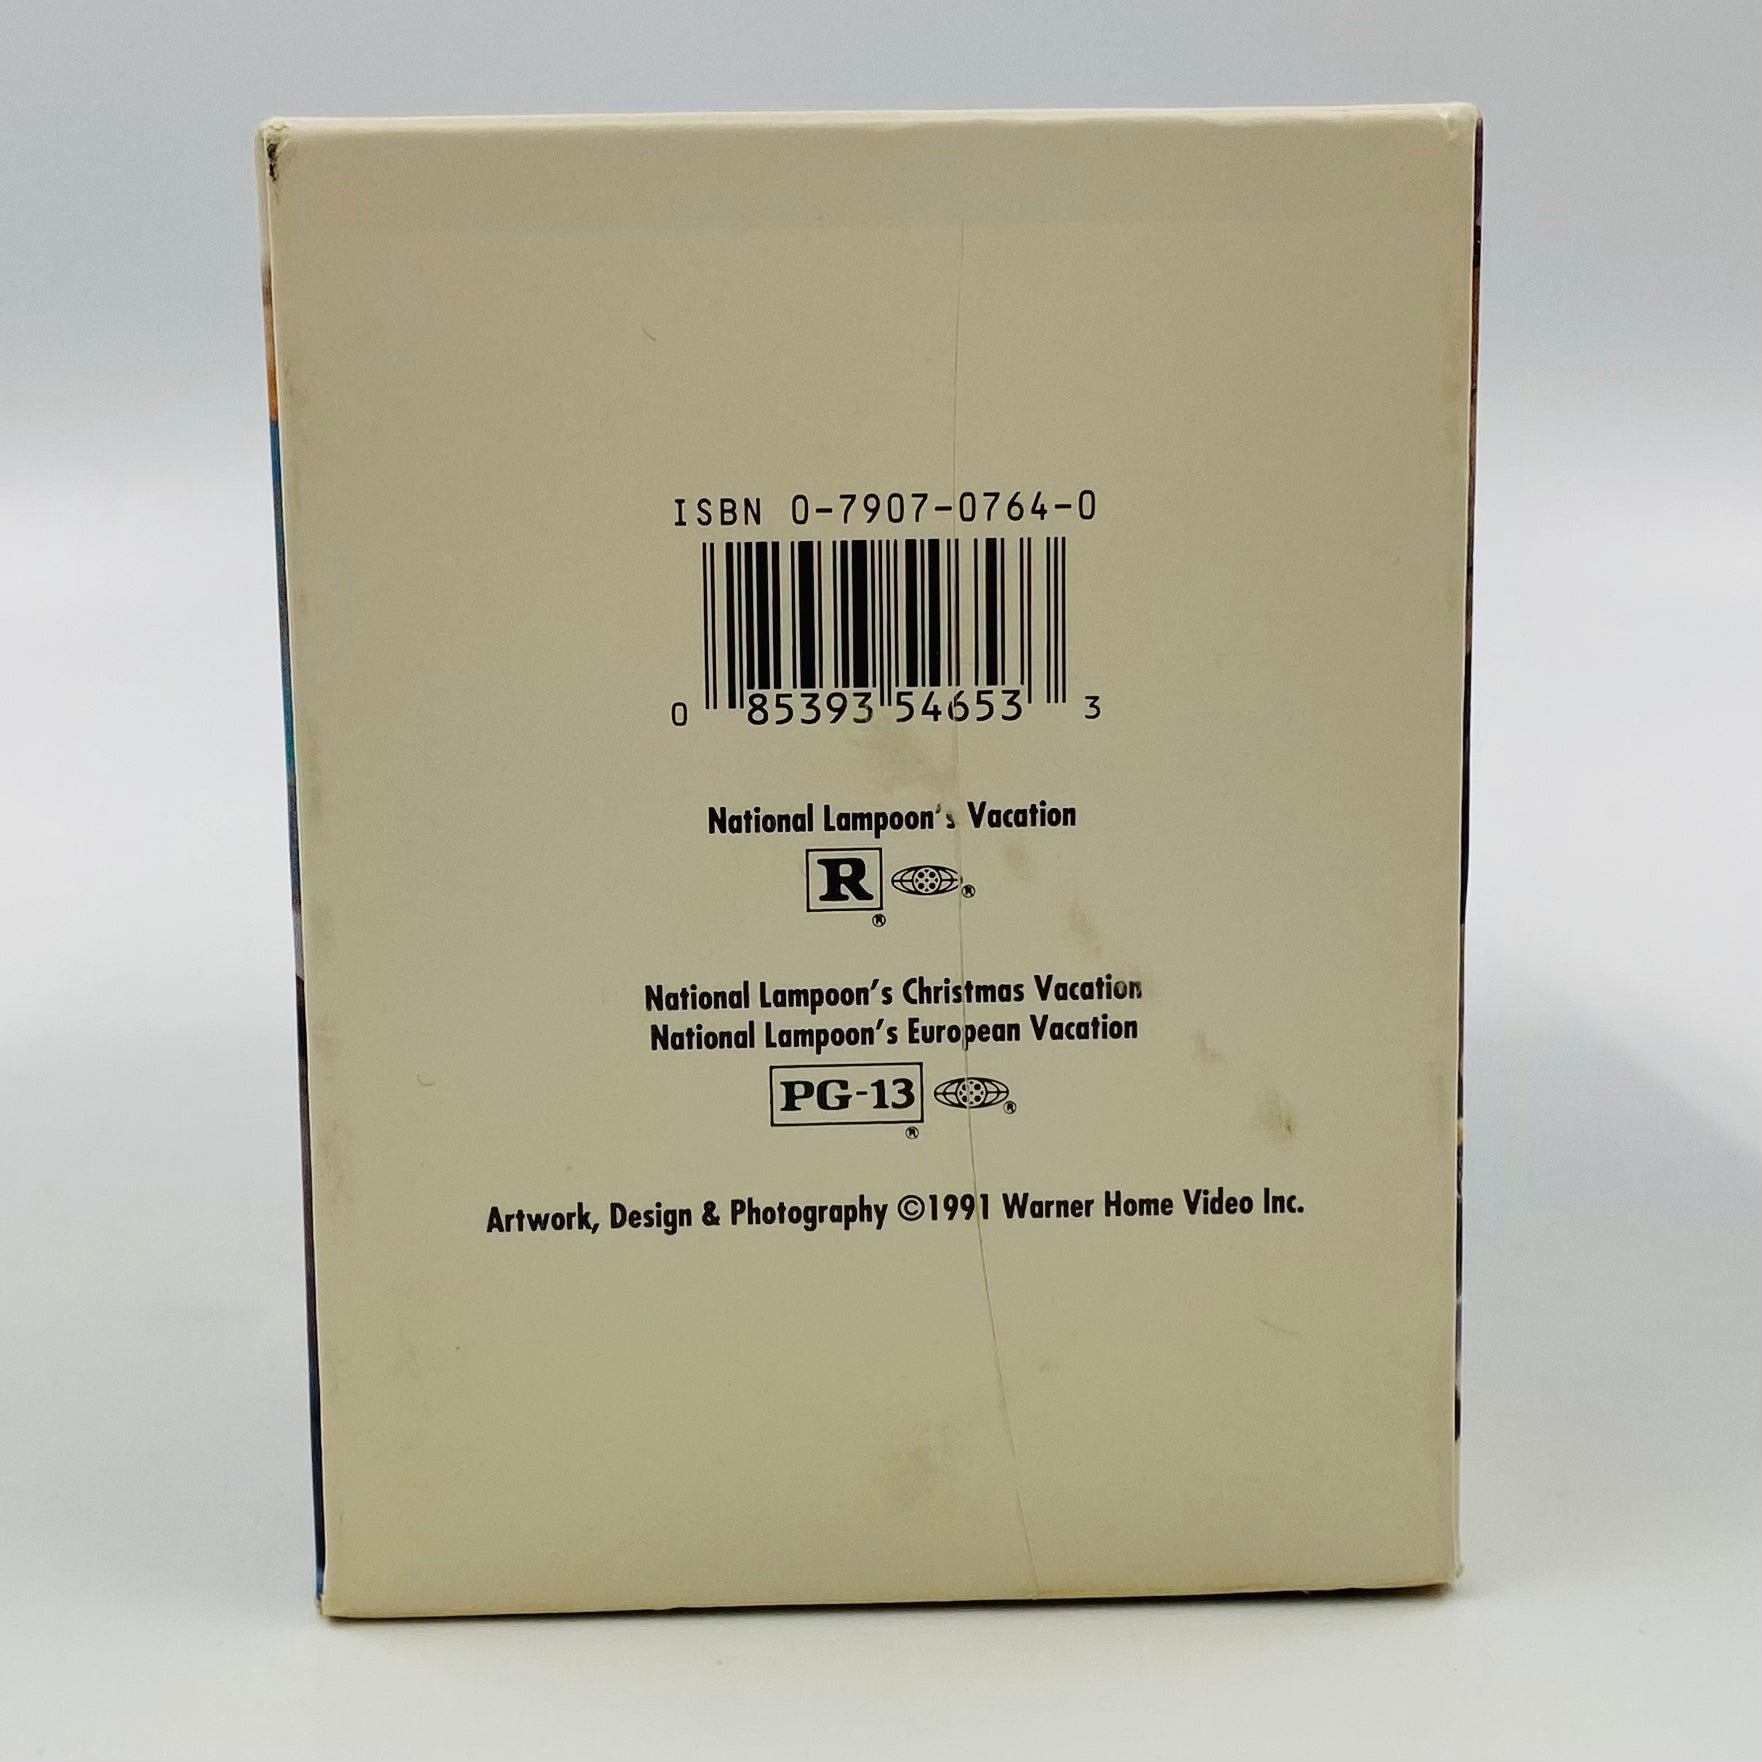 ISBN 0-7907-0764-0
0 85393 54653 3
National Lampoon's Vacation
R ®
®
National Lampoon's Christmas Vacation
National Lampoon's European Vacation
PG-13 ®
®
Artwork, Design & Photography ©1991 Warner Home Video Inc.